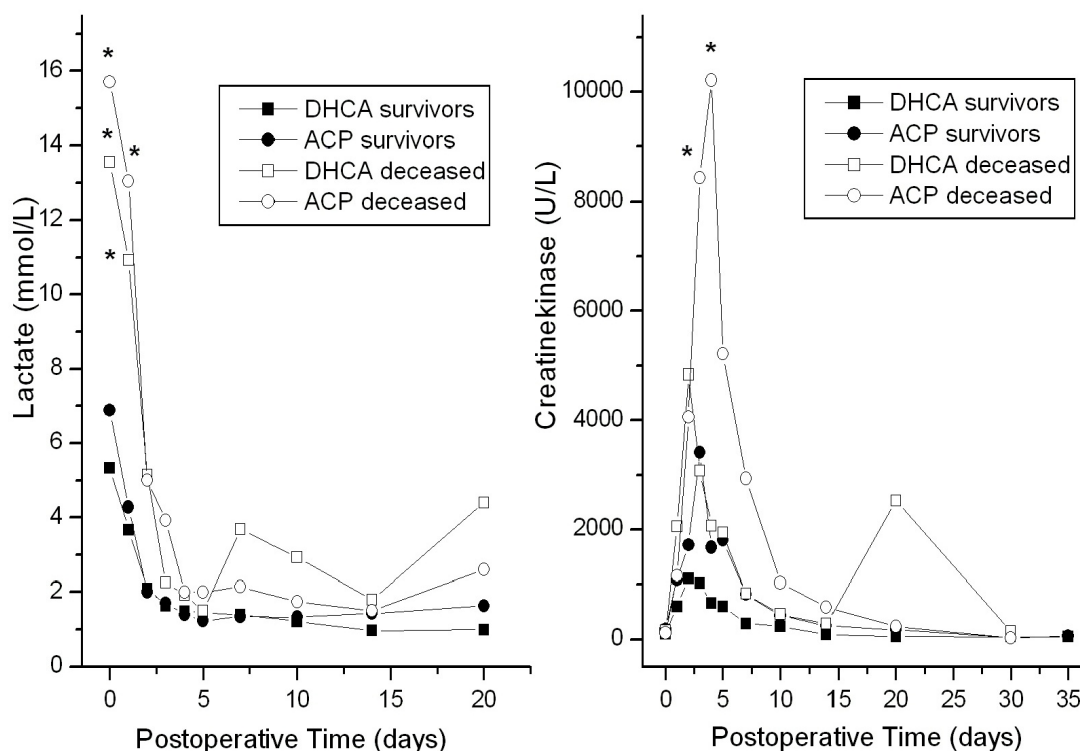 Lactate (mmol/L)
16
14
12
10
8
6
4
2
0
*
*
*
*
DHCA survivors
ACP survivors
DHCA deceased
ACP deceased
0
5
10
15
20
Postoperative Time (days)
Creatinekinase (U/L)
10000
8000
6000
4000
2000
0
*
*
DHCA survivors
ACP survivors
DHCA deceased
ACP deceased
0
5
10
15
20
25
30
35
Postoperative Time (days)